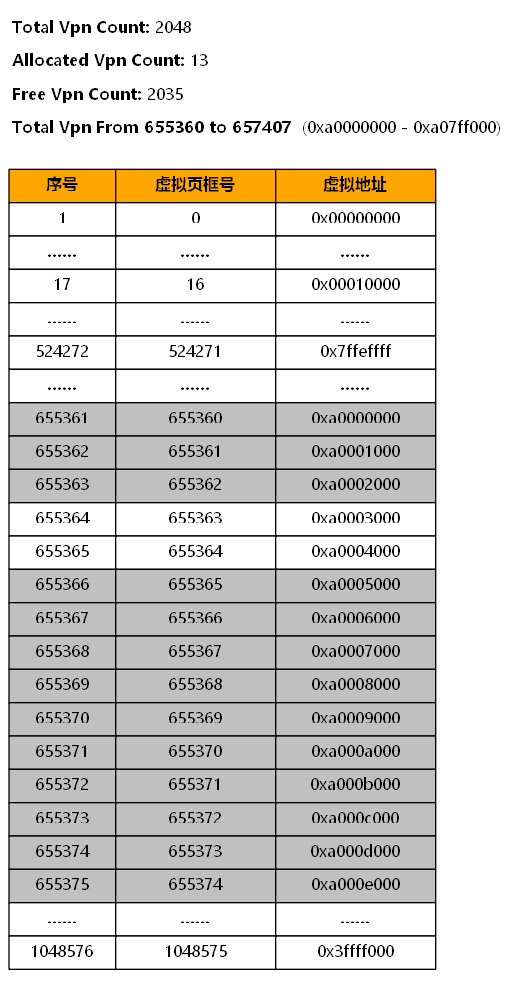 Total Vpn Count: 2048
Allocated Vpn Count: 13
Free Vpn Count: 2035
Total Vpn From 655360 to 657407 (0xa0000000 - 0xa07ff000)
序号 虚拟页框号 虚拟地址
1 0 0x00000000
...... ...... ......
17 16 0x00010000
...... ...... ......
524272 524271 0x7ffeffff
...... ...... ......
655361 655360 0xa0000000
655362 655361 0xa0001000
655363 655362 0xa0002000
655364 655363 0xa0003000
655365 655364 0xa0004000
655366 655365 0xa0005000
655367 655366 0xa0006000
655368 655367 0xa0007000
655369 655368 0xa0008000
655370 655369 0xa0009000
655371 655370 0xa000a000
655372 655371 0xa000b000
655373 655372 0xa000c000
655374 655373 0xa000d000
655375 655374 0xa000e000
...... ...... ......
1048576 1048575 0x3ffff000